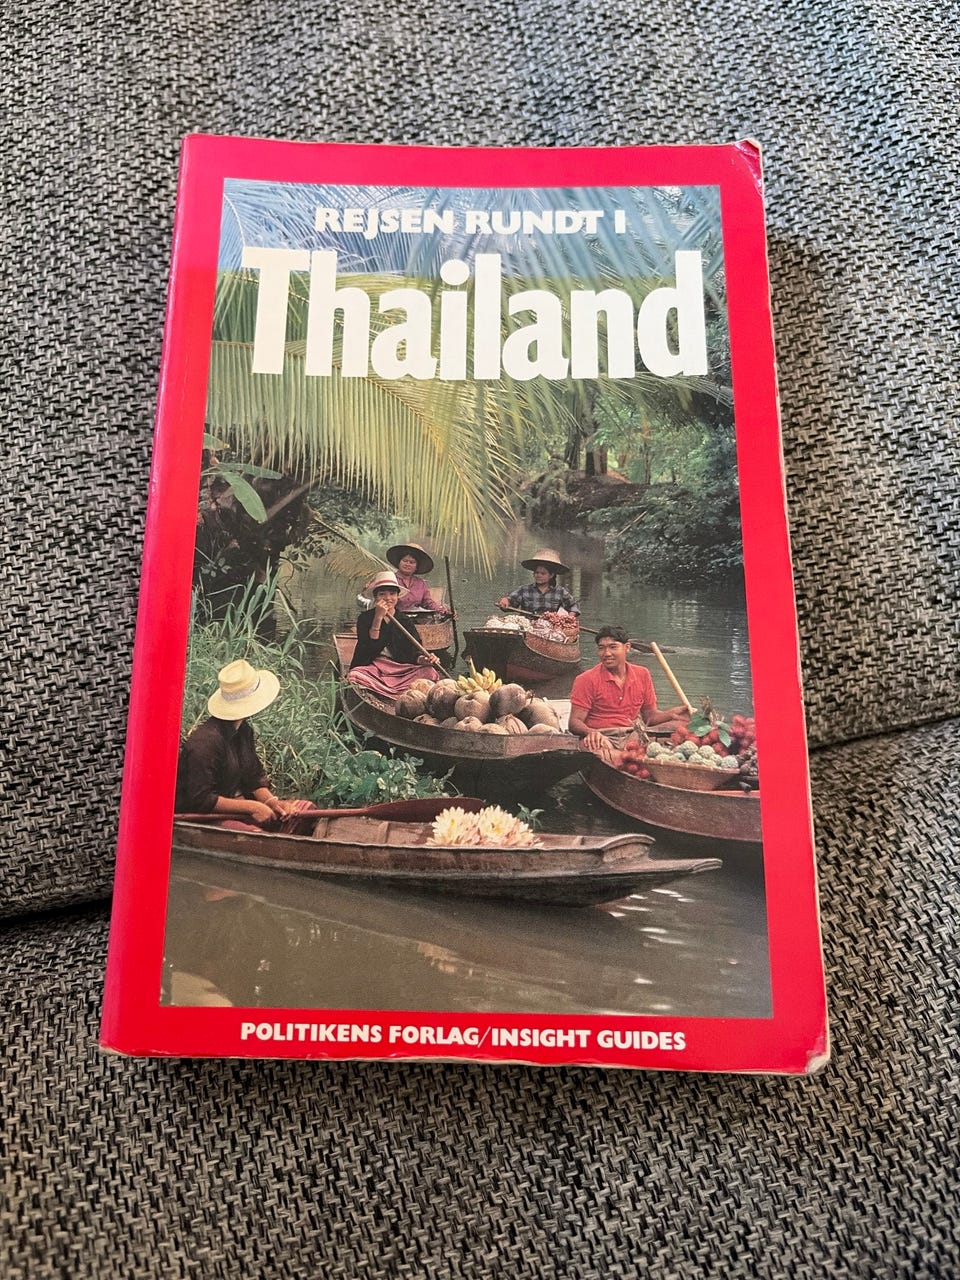 REJSEN RUNDT I
Thailand
POLITIKENS FORLAG/INSIGHT GUIDES